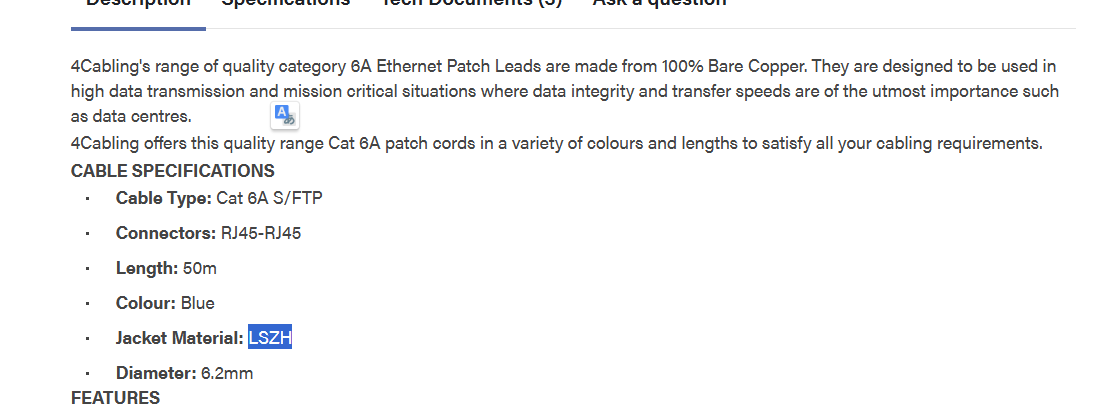 Description Specifications Tech Documents (3) Ask a question
4Cabling's range of quality category 6A Ethernet Patch Leads are made from 100% Bare Copper. They are designed to be used in
high data transmission and mission critical situations where data integrity and transfer speeds are of the utmost importance such
as data centres.
4Cabling offers this quality range Cat 6A patch cords in a variety of colours and lengths to satisfy all your cabling requirements.
CABLE SPECIFICATIONS
· Cable Type: Cat 6A S/FTP
· Connectors: RJ45-RJ45
· Length: 50m
· Colour: Blue
· Jacket Material: LSZH
· Diameter: 6.2mm
FEATURES